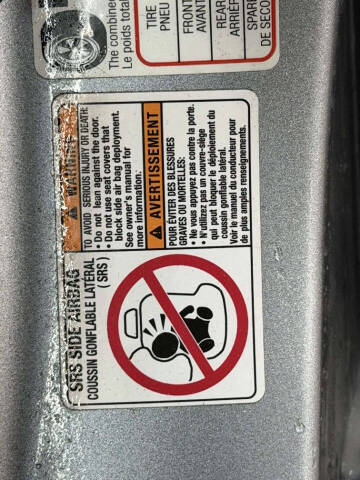 The combined
Le poids total
TIRE
PNEU
FRONT
AVANT
REAR
ARRIÈRE
SPARE
DE SECOU
SRS SIDE AIRBAG
COUSSIN GONFLABLE LATÉRAL
(SRS)
WARNING
TO AVOID SERIOUS INJURY OR DEATH:
• Do not lean against the door.
• Do not use seat covers that
block side air bag deployment.
See owner's manual for
more information.
AVERTISSEMENT
POUR ÉVITER DES BLESSURES
GRAVES OU MORTELLES:
• Ne vous appuyez pas contre la porte.
• N'utilisez pas un couvre-siège
qui peut bloquer le déploiement du
coussin gonflable latéral.
Voir le manuel du conducteur pour
de plus amples renseignements.